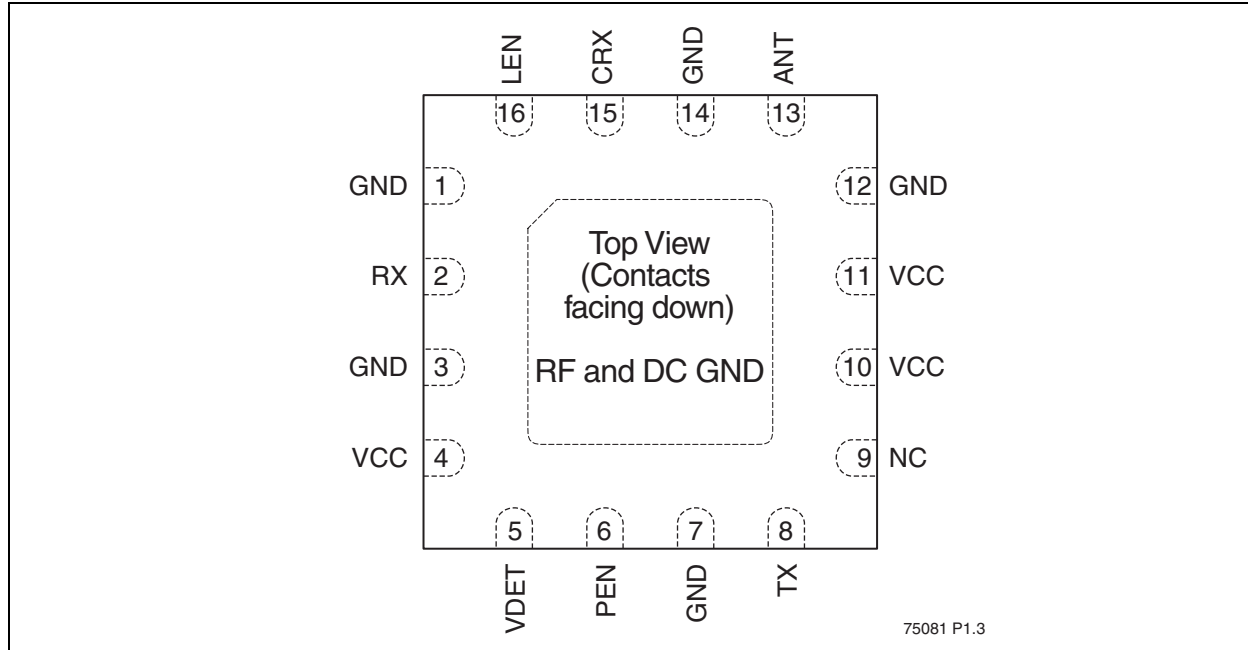 LEN CRX GND ANT
16 15 14 13
GND 1
12 GND
RX 2
11 VCC
GND 3
10 VCC
VCC 4
9 NC
Top View
(Contacts
facing down)
RF and DC GND
5 6 7 8
VDET PEN GND TX
75081 P1.3